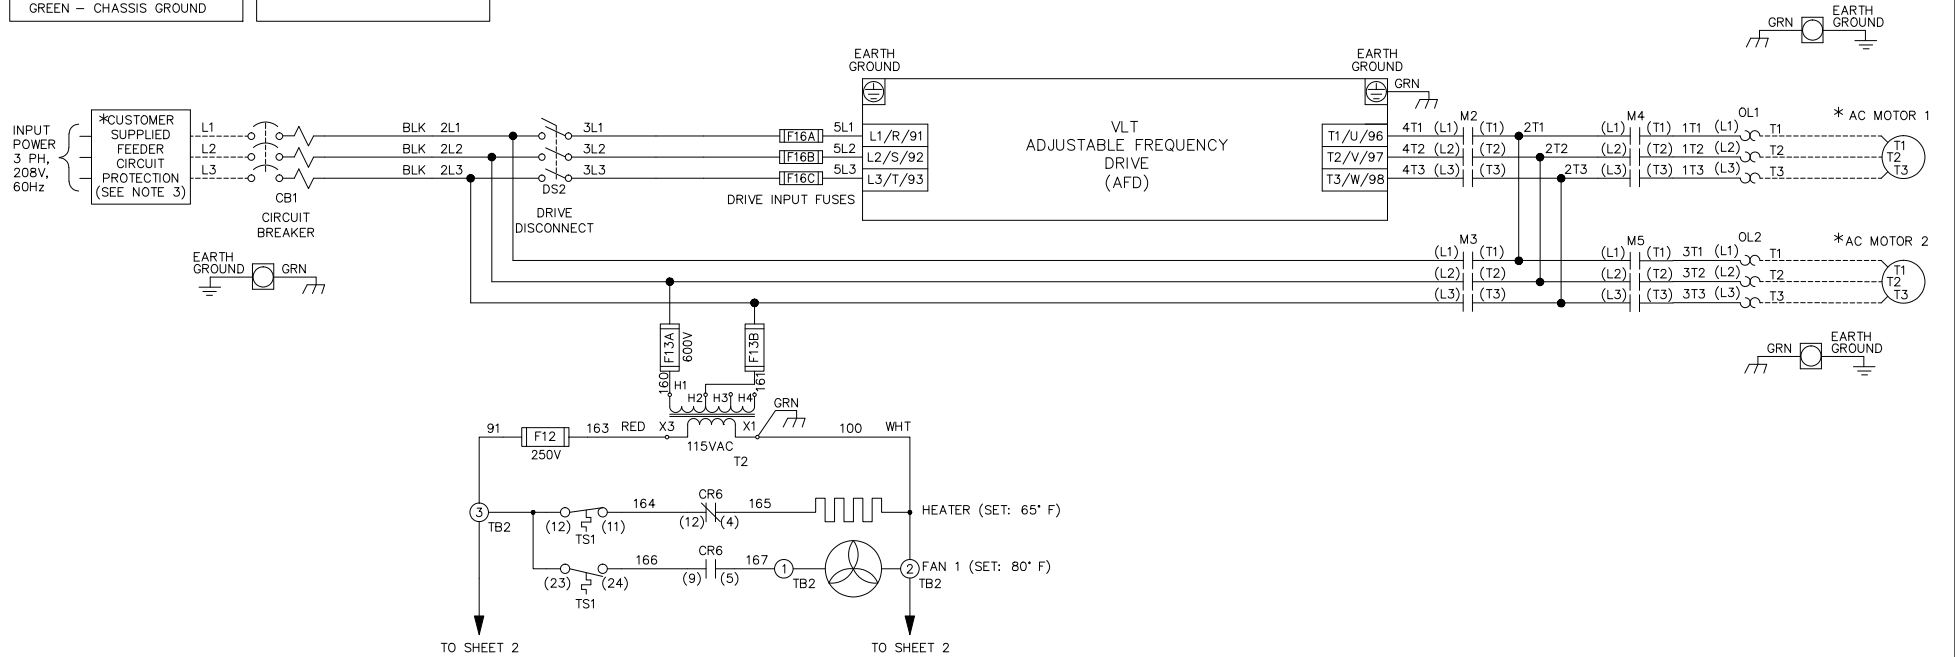 GREEN – CHASSIS GROUND
INPUT
POWER
3 PH,
208V,
60Hz
*CUSTOMER
SUPPLIED
FEEDER
CIRCUIT
PROTECTION
(SEE NOTE 3)
L1
L2
L3
CB1
CIRCUIT
BREAKER
EARTH
GROUND
GRN
BLK 2L1
BLK 2L2
BLK 2L3
DS2
DRIVE
DISCONNECT
3L1
3L2
3L3
F16A
F16B
F16C
DRIVE INPUT FUSES
5L1
5L2
5L3
EARTH
GROUND
L1/R/91
L2/S/92
L3/T/93
VLT
ADJUSTABLE FREQUENCY
DRIVE
(AFD)
EARTH
GROUND
GRN
T1/U/96
T2/V/97
T3/W/98
M2
4T1 (L1) (T1) 2T1
4T2 (L2) (T2) 2T2
4T3 (L3) (T3) 2T3
M4
(L1) (T1) 1T1 (L1)
(L2) (T2) 1T2 (L2)
(L3) (T3) 1T3 (L3)
OL1
T1
T2
T3
* AC MOTOR 1
T1
T2
T3
GRN
EARTH
GROUND
M3
(L1) (T1)
(L2) (T2)
(L3) (T3)
M5
(L1) (T1) 3T1 (L1)
(L2) (T2) 3T2 (L2)
(L3) (T3) 3T3 (L3)
OL2
T1
T2
T3
*AC MOTOR 2
T1
T2
T3
GRN
EARTH
GROUND
F13A
600V
F13B
160
161
H1
H2 H3 H4
GRN
91
F12
250V
163 RED X3
X1
100 WHT
115VAC
T2
3
TB2
(12) (11)
TS1
164
CR6
(12) (4)
165
HEATER (SET: 65° F)
(23) (24)
TS1
166
CR6
(9) (5)
167
1
TB2
2
TB2
FAN 1 (SET: 80° F)
TO SHEET 2
TO SHEET 2